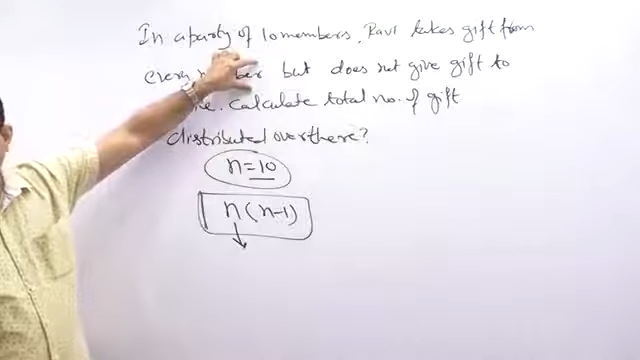 In a party of 10 members, Ravi takes gift from
every but does not give gift to
calculate total no. of gift
distributed over there?
n = 10
n(n-1)